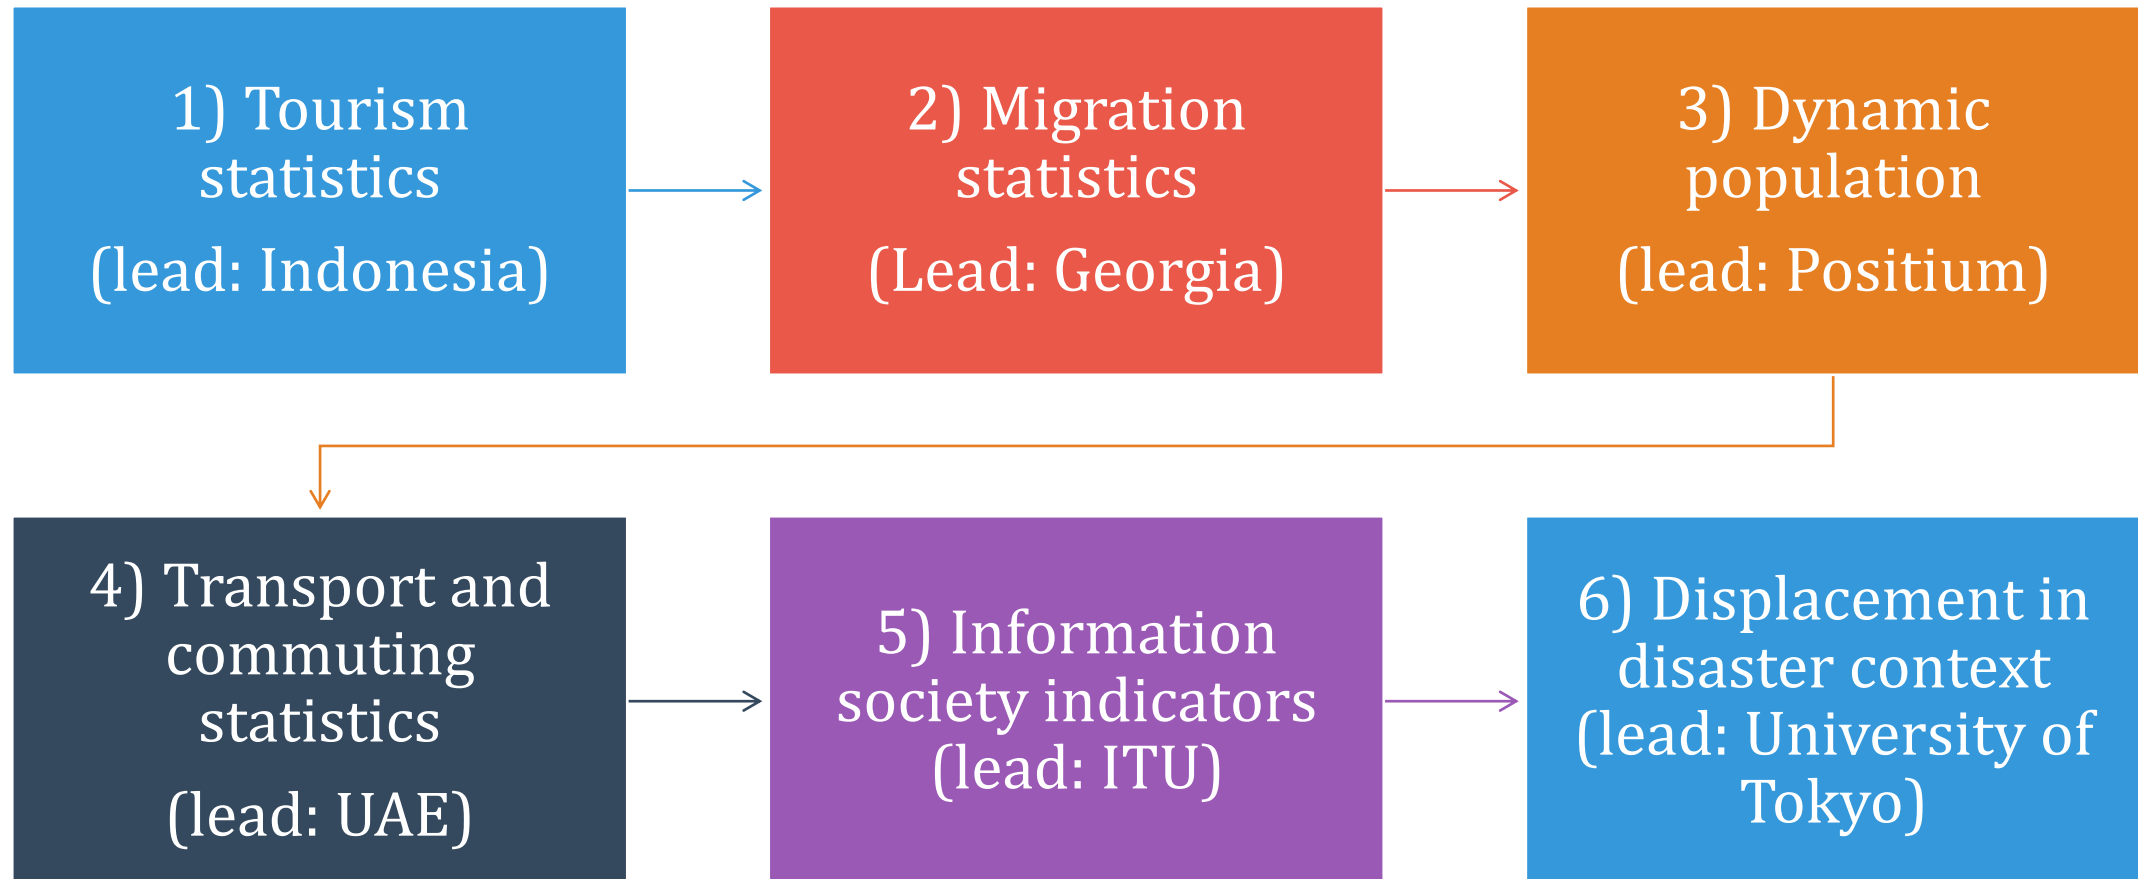 1) Tourism
statistics
(lead: Indonesia)
2) Migration
statistics
(Lead: Georgia)
3) Dynamic
population
(lead: Positium)
4) Transport and
commuting
statistics
(lead: UAE)
5) Information
society indicators
(lead: ITU)
6) Displacement in
disaster context
(lead: University of
Tokyo)